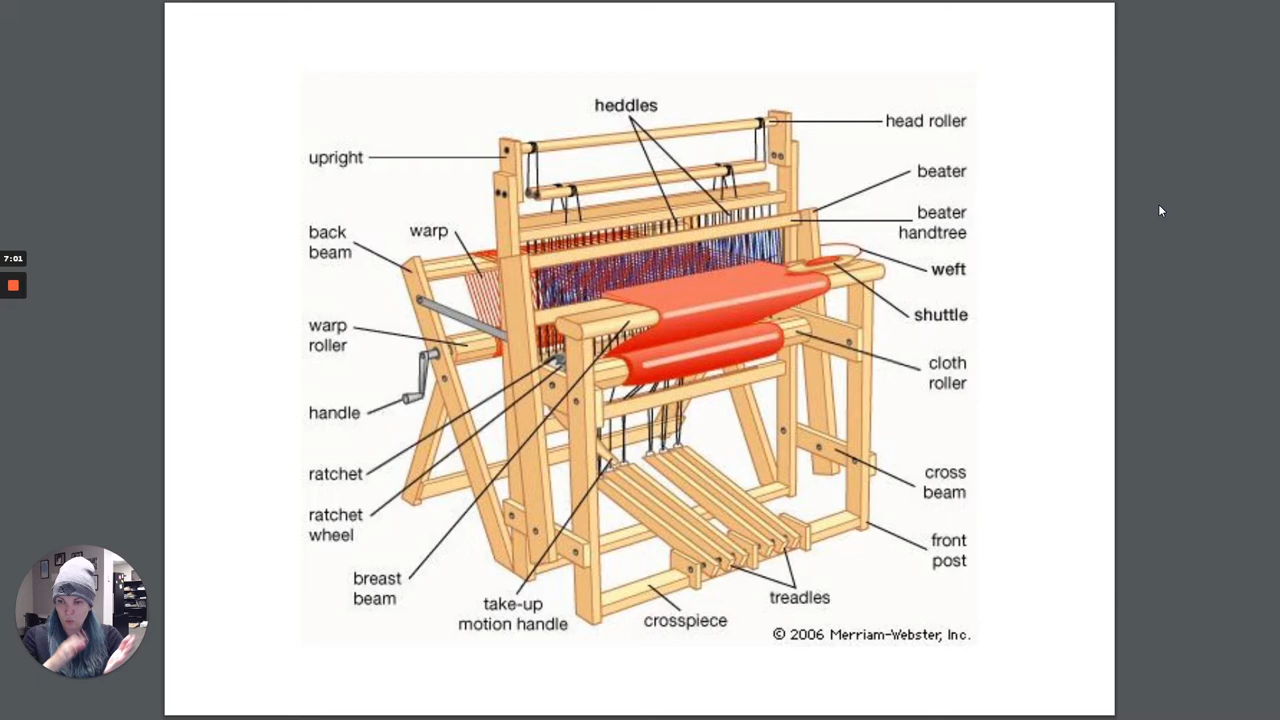 heddles
head roller
upright
beater
beater
handtree
back
beam
warp
weft
7:01
shuttle
warp
roller
cloth
roller
handle
ratchet
cross
beam
ratchet
wheel
front
post
breast
beam
take-up
motion handle
treadles
crosspiece
© 2006 Merriam-Webster, Inc.